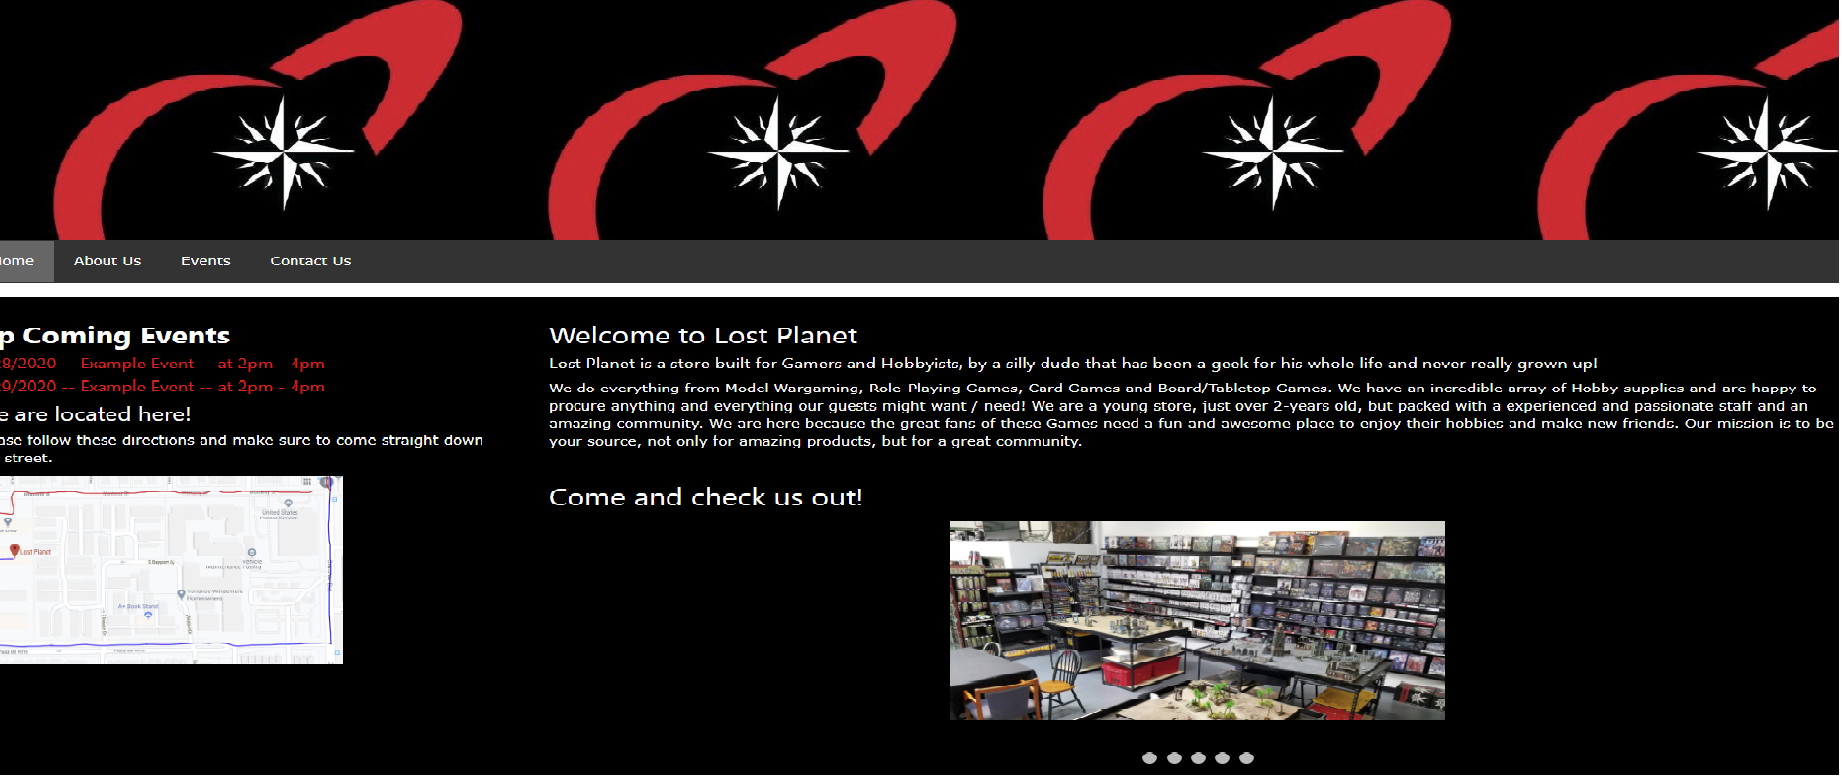 ome
About Us
Events
Contact Us
p Coming Events
28/2020 -- Example Event -- at 2pm - 4pm
29/2020 -- Example Event -- at 2pm - 4pm
e are located here!
ase follow these directions and make sure to come straight down
street.
United States
Lost Planet
S Bayport Dr
A+ Book Stand
Homeowners
Welcome to Lost Planet
Lost Planet is a store built for Gamers and Hobbyists, by a silly dude that has been a geek for his whole life and never really grown up!
We do everything from Model Wargaming, Role-Playing Games, Card Games and Board/Tabletop Games. We have an incredible array of Hobby supplies and are happy to
procure anything and everything our guests might want / need! We are a young store, just over 2-years old, but packed with a experienced and passionate staff and an
amazing community. We are here because the great fans of these Games need a fun and awesome place to enjoy their hobbies and make new friends. Our mission is to be
your source, not only for amazing products, but for a great community.
Come and check us out!